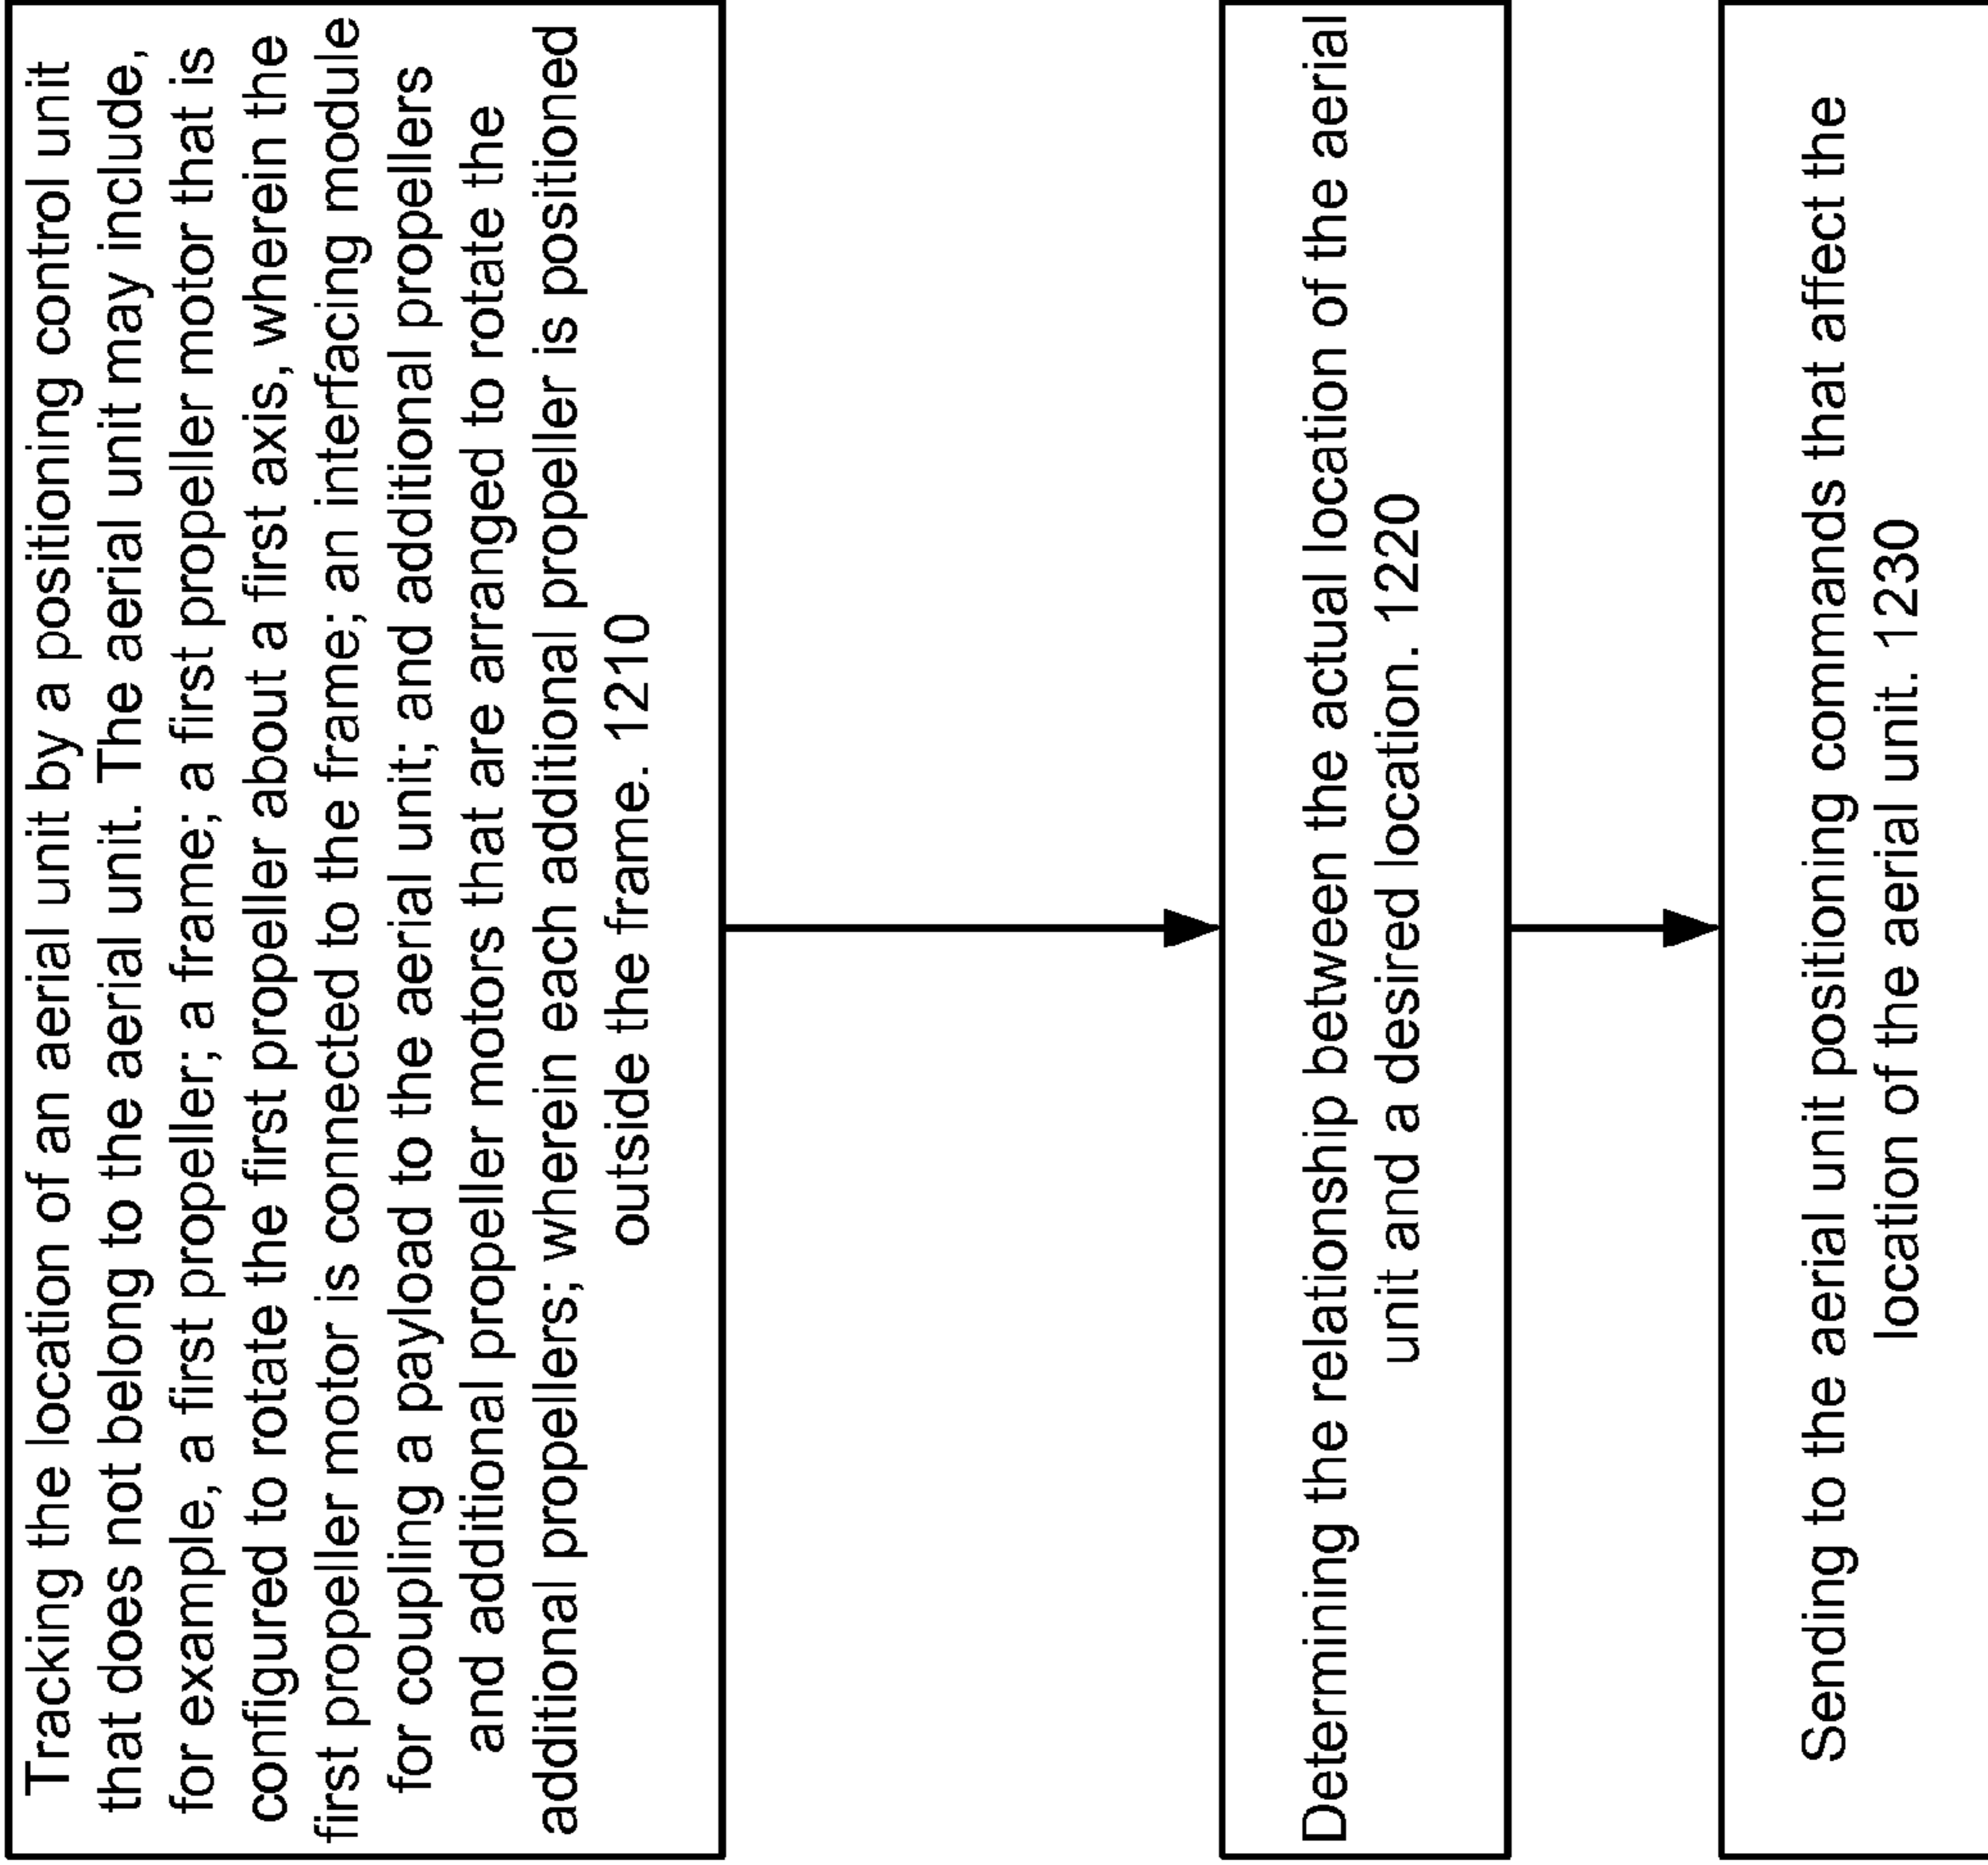 Tracking the location of an aerial unit by a positioning control unit
that does not belong to the aerial unit. The aerial unit may include,
for example, a first propeller; a frame; a first propeller motor that is
configured to rotate the first propeller about a first axis, wherein the
first propeller motor is connected to the frame; an interfacing module
for coupling a payload to the aerial unit; and additional propellers
and additional propeller motors that are arranged to rotate the
additional propellers; wherein each additional propeller is positioned
outside the frame. 1210
Determining the relationship between the actual location of the aerial
unit and a desired location. 1220
Sending to the aerial unit positioning commands that affect the
location of the aerial unit. 1230